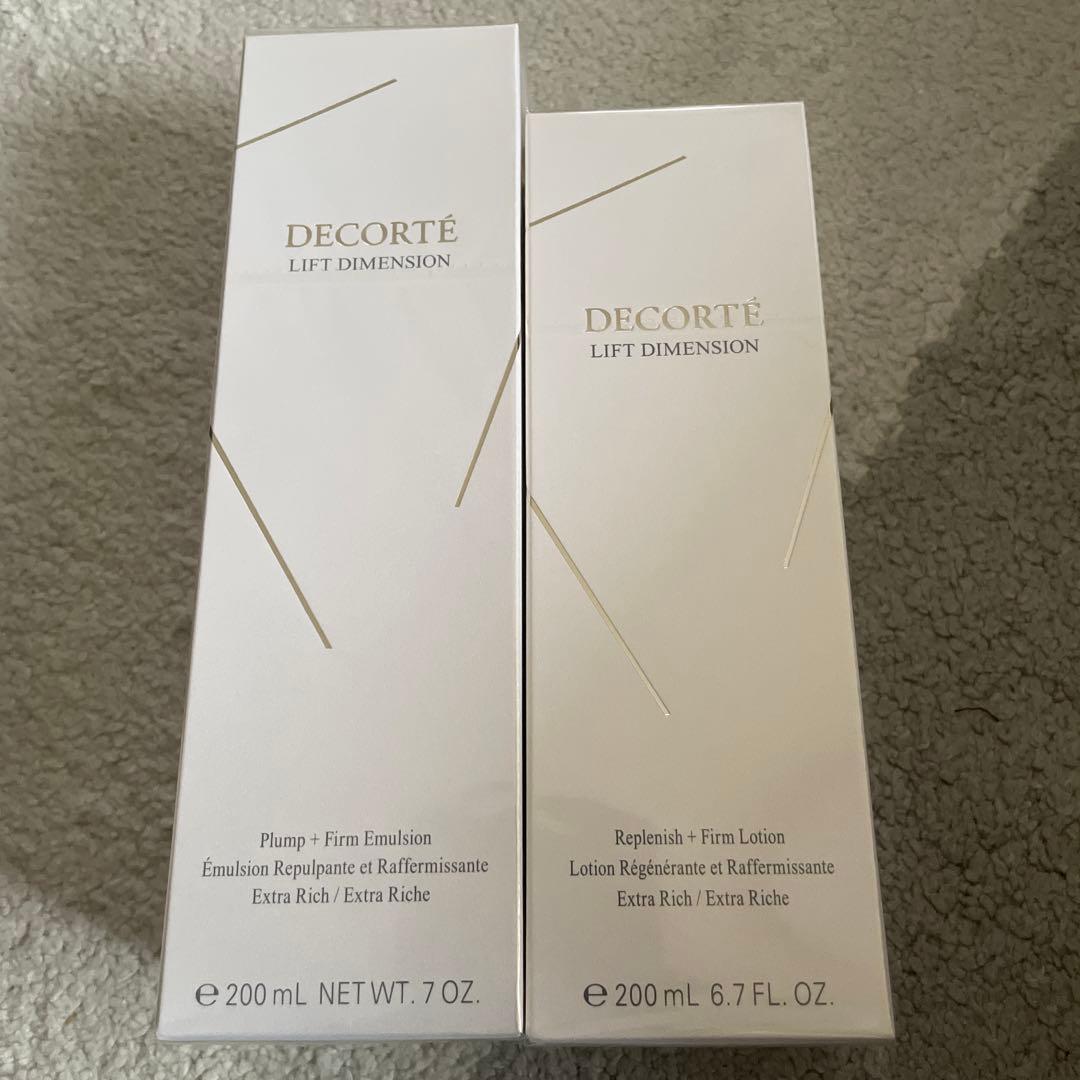 DECORTÉ
LIFT DIMENSION
Plump + Firm Emulsion
Émulsion Repulpante et Raffermissante
Extra Rich / Extra Riche
℮ 200 mL NET WT. 7 OZ.
DECORTÉ
LIFT DIMENSION
Replenish + Firm Lotion
Lotion Régénérante et Raffermissante
Extra Rich / Extra Riche
℮ 200 mL 6.7 FL. OZ.